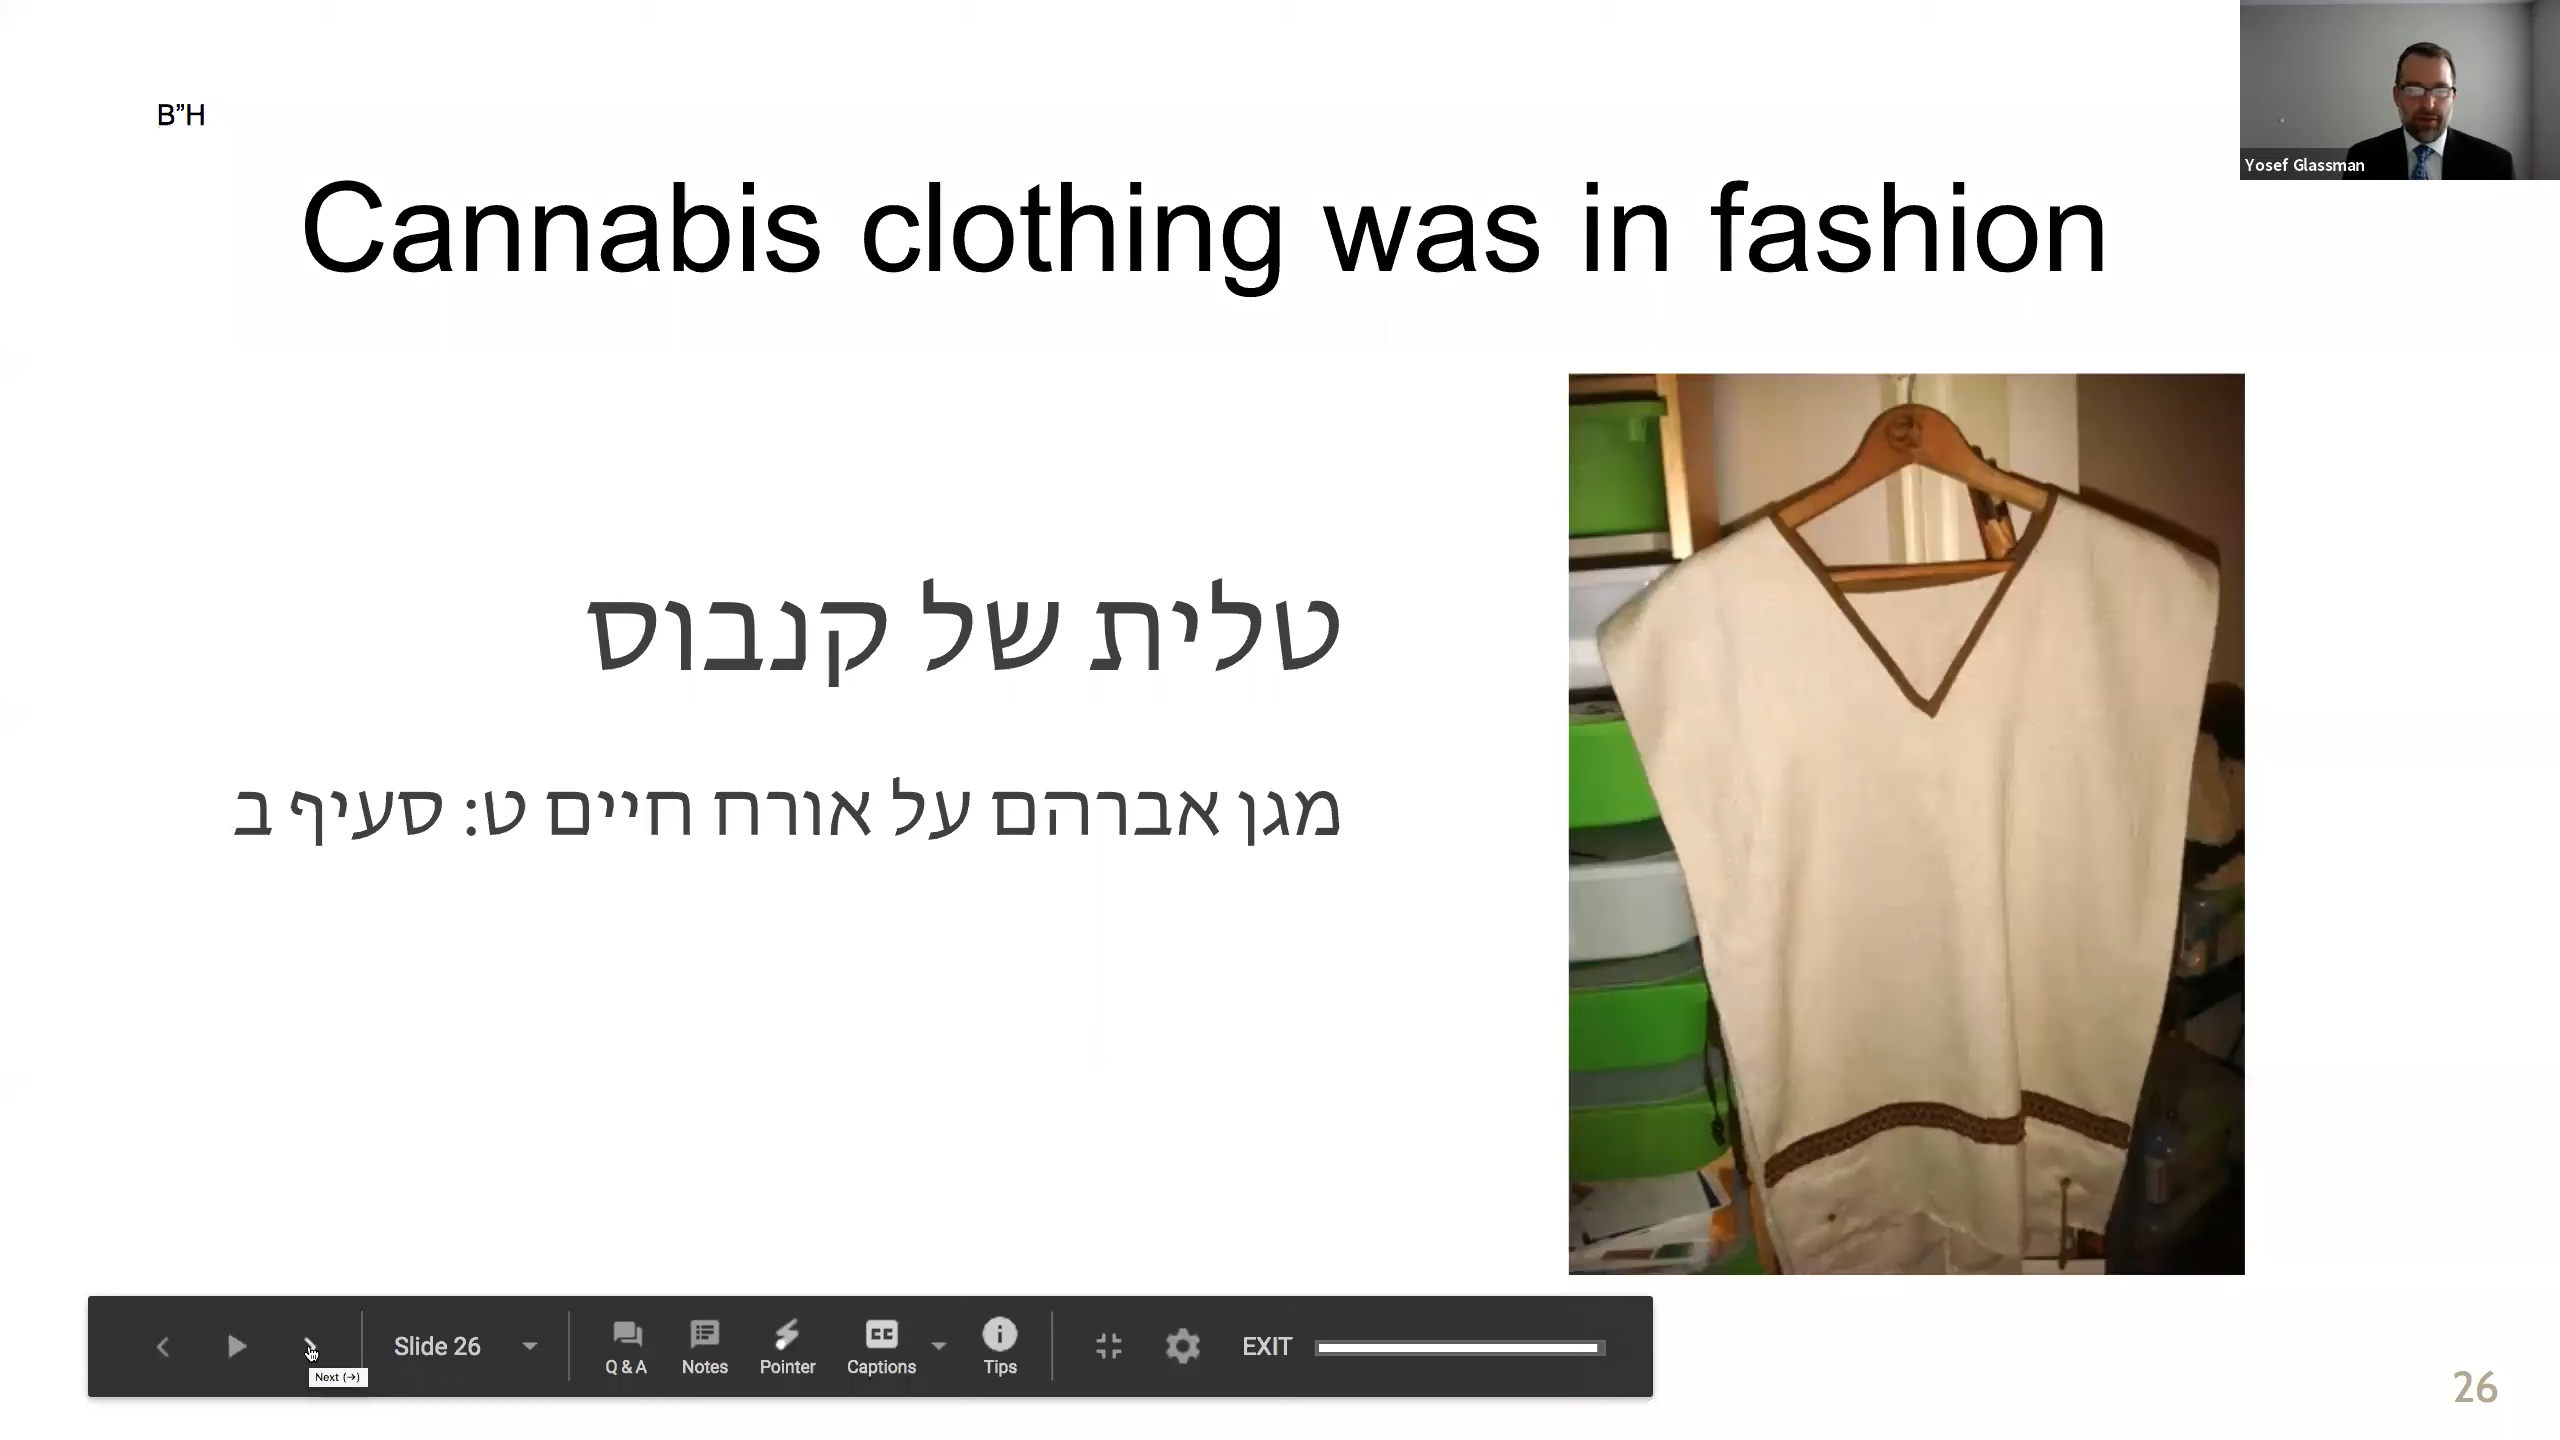 B”H
Yosef Glassman
Cannabis clothing was in fashion
טלית של קנבוס
מגן אברהם על אורח חיים ט: סעיף ב
Slide 26
Q & A
Notes
Pointer
CC
Captions
Tips
EXIT
Next (→)
26